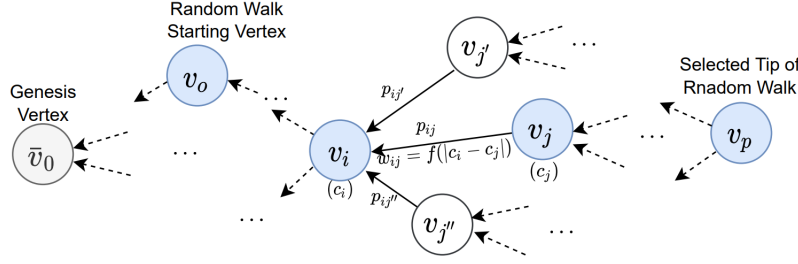 Random Walk
Starting Vertex
v_o
Genesis
Vertex
v̄_0
...
...
...
v_i
(c_i)
p_{ij'}
v_{j'}
...
p_{ij}
w_{ij} = f(|c_i - c_j|)
v_j
(c_j)
...
p_{ij''}
v_{j''}
...
Selected Tip of
Rnadom Walk
v_p